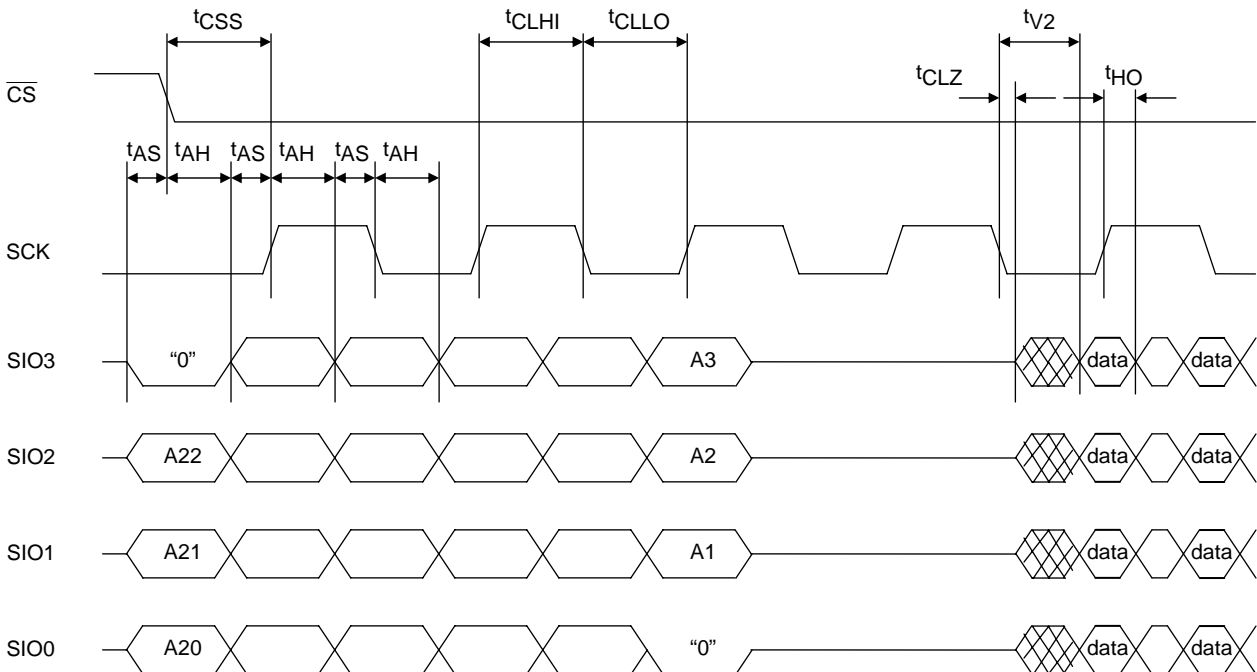 tCSS tCLHI tCLLO tV2
tCLZ tHO
CS
tAS tAH tAS tAH tAS tAH
SCK
SIO3 “0” A3 data data
SIO2 A22 A2 data data
SIO1 A21 A1 data data
SIO0 A20 “0” data data